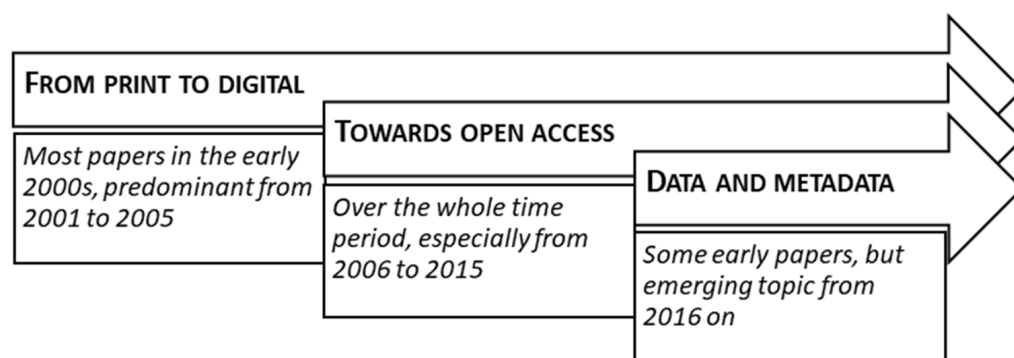 FROM PRINT TO DIGITAL
Most papers in the early
2000s, predominant from
2001 to 2005
TOWARDS OPEN ACCESS
Over the whole time
period, especially from
2006 to 2015
DATA AND METADATA
Some early papers, but
emerging topic from
2016 on